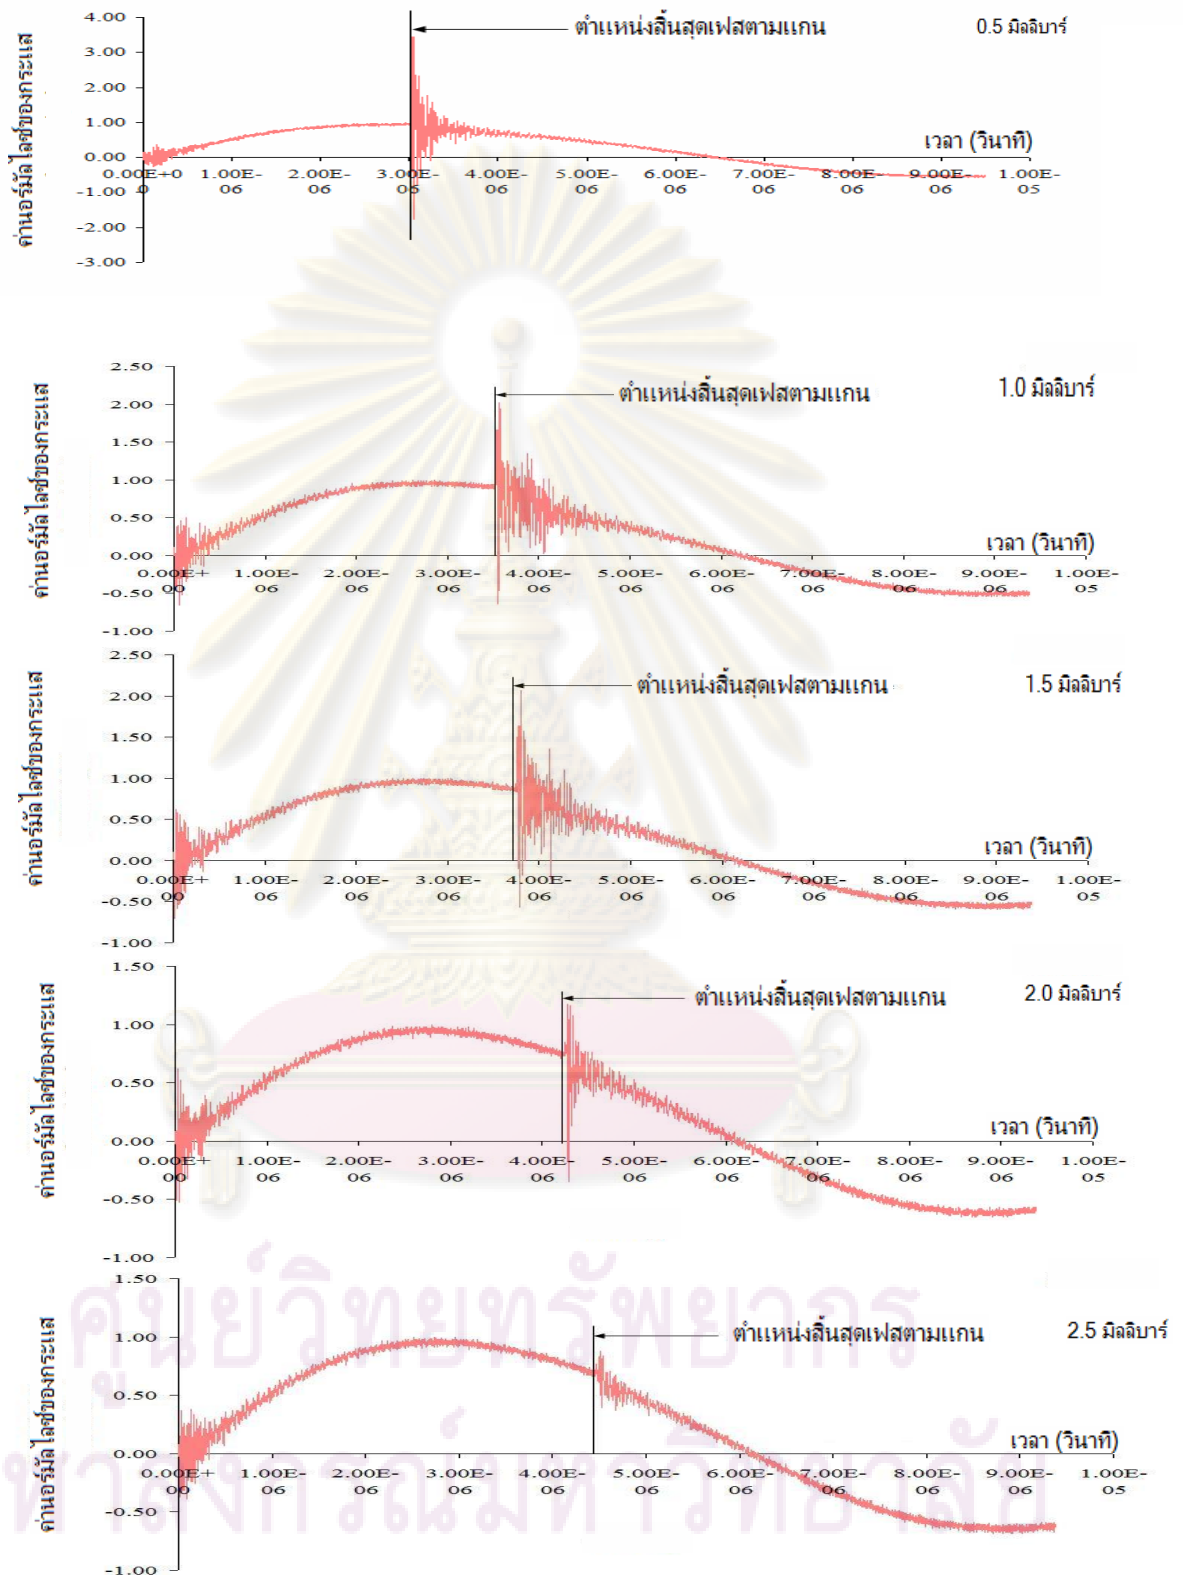 4.00
ตำแหน่งสิ้นสุดเฟสตามแกน
0.5 มิลลิบาร์
3.00
2.00
1.00
0.00
-1.00
-2.00
-3.00
ค่านอร์มัลไลซ์ของกระแส
เวลา (วินาที)
0.00E+0 1.00E- 2.00E- 3.00E- 4.00E- 5.00E- 6.00E- 7.00E- 8.00E- 9.00E- 1.00E-
0 06 06 06 06 06 06 06 06 06 05
2.50
ตำแหน่งสิ้นสุดเฟสตามแกน
1.0 มิลลิบาร์
2.00
1.50
1.00
0.50
0.00
-0.50
-1.00
ค่านอร์มัลไลซ์ของกระแส
เวลา (วินาที)
0.00E+ 1.00E- 2.00E- 3.00E- 4.00E- 5.00E- 6.00E- 7.00E- 8.00E- 9.00E- 1.00E-
00 06 06 06 06 06 06 06 06 06 05
2.50
ตำแหน่งสิ้นสุดเฟสตามแกน
1.5 มิลลิบาร์
2.00
1.50
1.00
0.50
0.00
-0.50
-1.00
ค่านอร์มัลไลซ์ของกระแส
เวลา (วินาที)
0.00E+ 1.00E- 2.00E- 3.00E- 4.00E- 5.00E- 6.00E- 7.00E- 8.00E- 9.00E- 1.00E-
00 06 06 06 06 06 06 06 06 06 05
1.50
ตำแหน่งสิ้นสุดเฟสตามแกน
2.0 มิลลิบาร์
1.00
0.50
0.00
-0.50
-1.00
ค่านอร์มัลไลซ์ของกระแส
เวลา (วินาที)
0.00E+ 1.00E- 2.00E- 3.00E- 4.00E- 5.00E- 6.00E- 7.00E- 8.00E- 9.00E- 1.00E-
00 06 06 06 06 06 06 06 06 06 05
1.50
ตำแหน่งสิ้นสุดเฟสตามแกน
2.5 มิลลิบาร์
1.00
0.50
0.00
-0.50
-1.00
ค่านอร์มัลไลซ์ของกระแส
เวลา (วินาที)
0.00E+ 1.00E- 2.00E- 3.00E- 4.00E- 5.00E- 6.00E- 7.00E- 8.00E- 9.00E- 1.00E-
00 06 06 06 06 06 06 06 06 06 05
ศูนย์วิทยทรัพยากร
ฬาลงกรณ์มหาวิทยาลัย